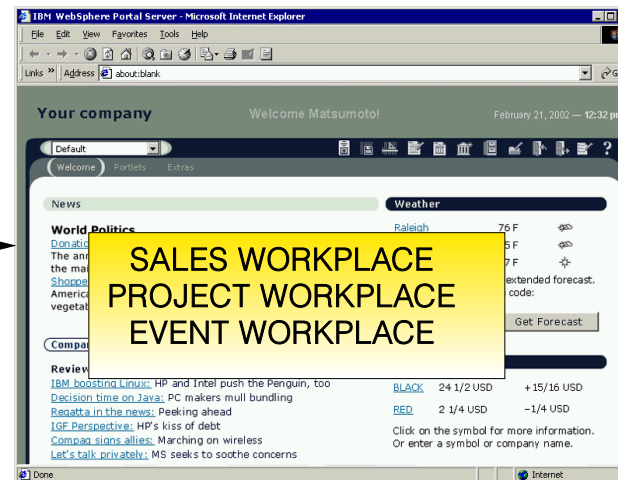 IBM WebSphere Portal Server - Microsoft Internet Explorer
File Edit View Favorites Tools Help
Links » Address about:blank
Your company Welcome Matsumoto! February 21, 2002 — 12:32
Default ?
Welcome Portlets Extras
News
World Politics
The
the
vegetab
SALES WORKPLACE
PROJECT WORKPLACE
EVENT WORKPLACE
Review
IBM boosting Linux: HP and Intel push the Penguin, too
Decision time on Java: PC makers mull bundling
Regatta in the news: Peeking ahead
IGF Perspective: HP's kiss of debt
Compaq signs allies: Marching on wireless
Let's talk privately: MS seeks to soothe concerns
Weather
Raleigh 76 F
5 F
7 F
extended forecast.
code:
Get Forecast
BLACK 24 1/2 USD +15/16 USD
RED 2 1/4 USD -1/4 USD
Click on the symbol for more information.
Or enter a symbol or company name.
Done Internet